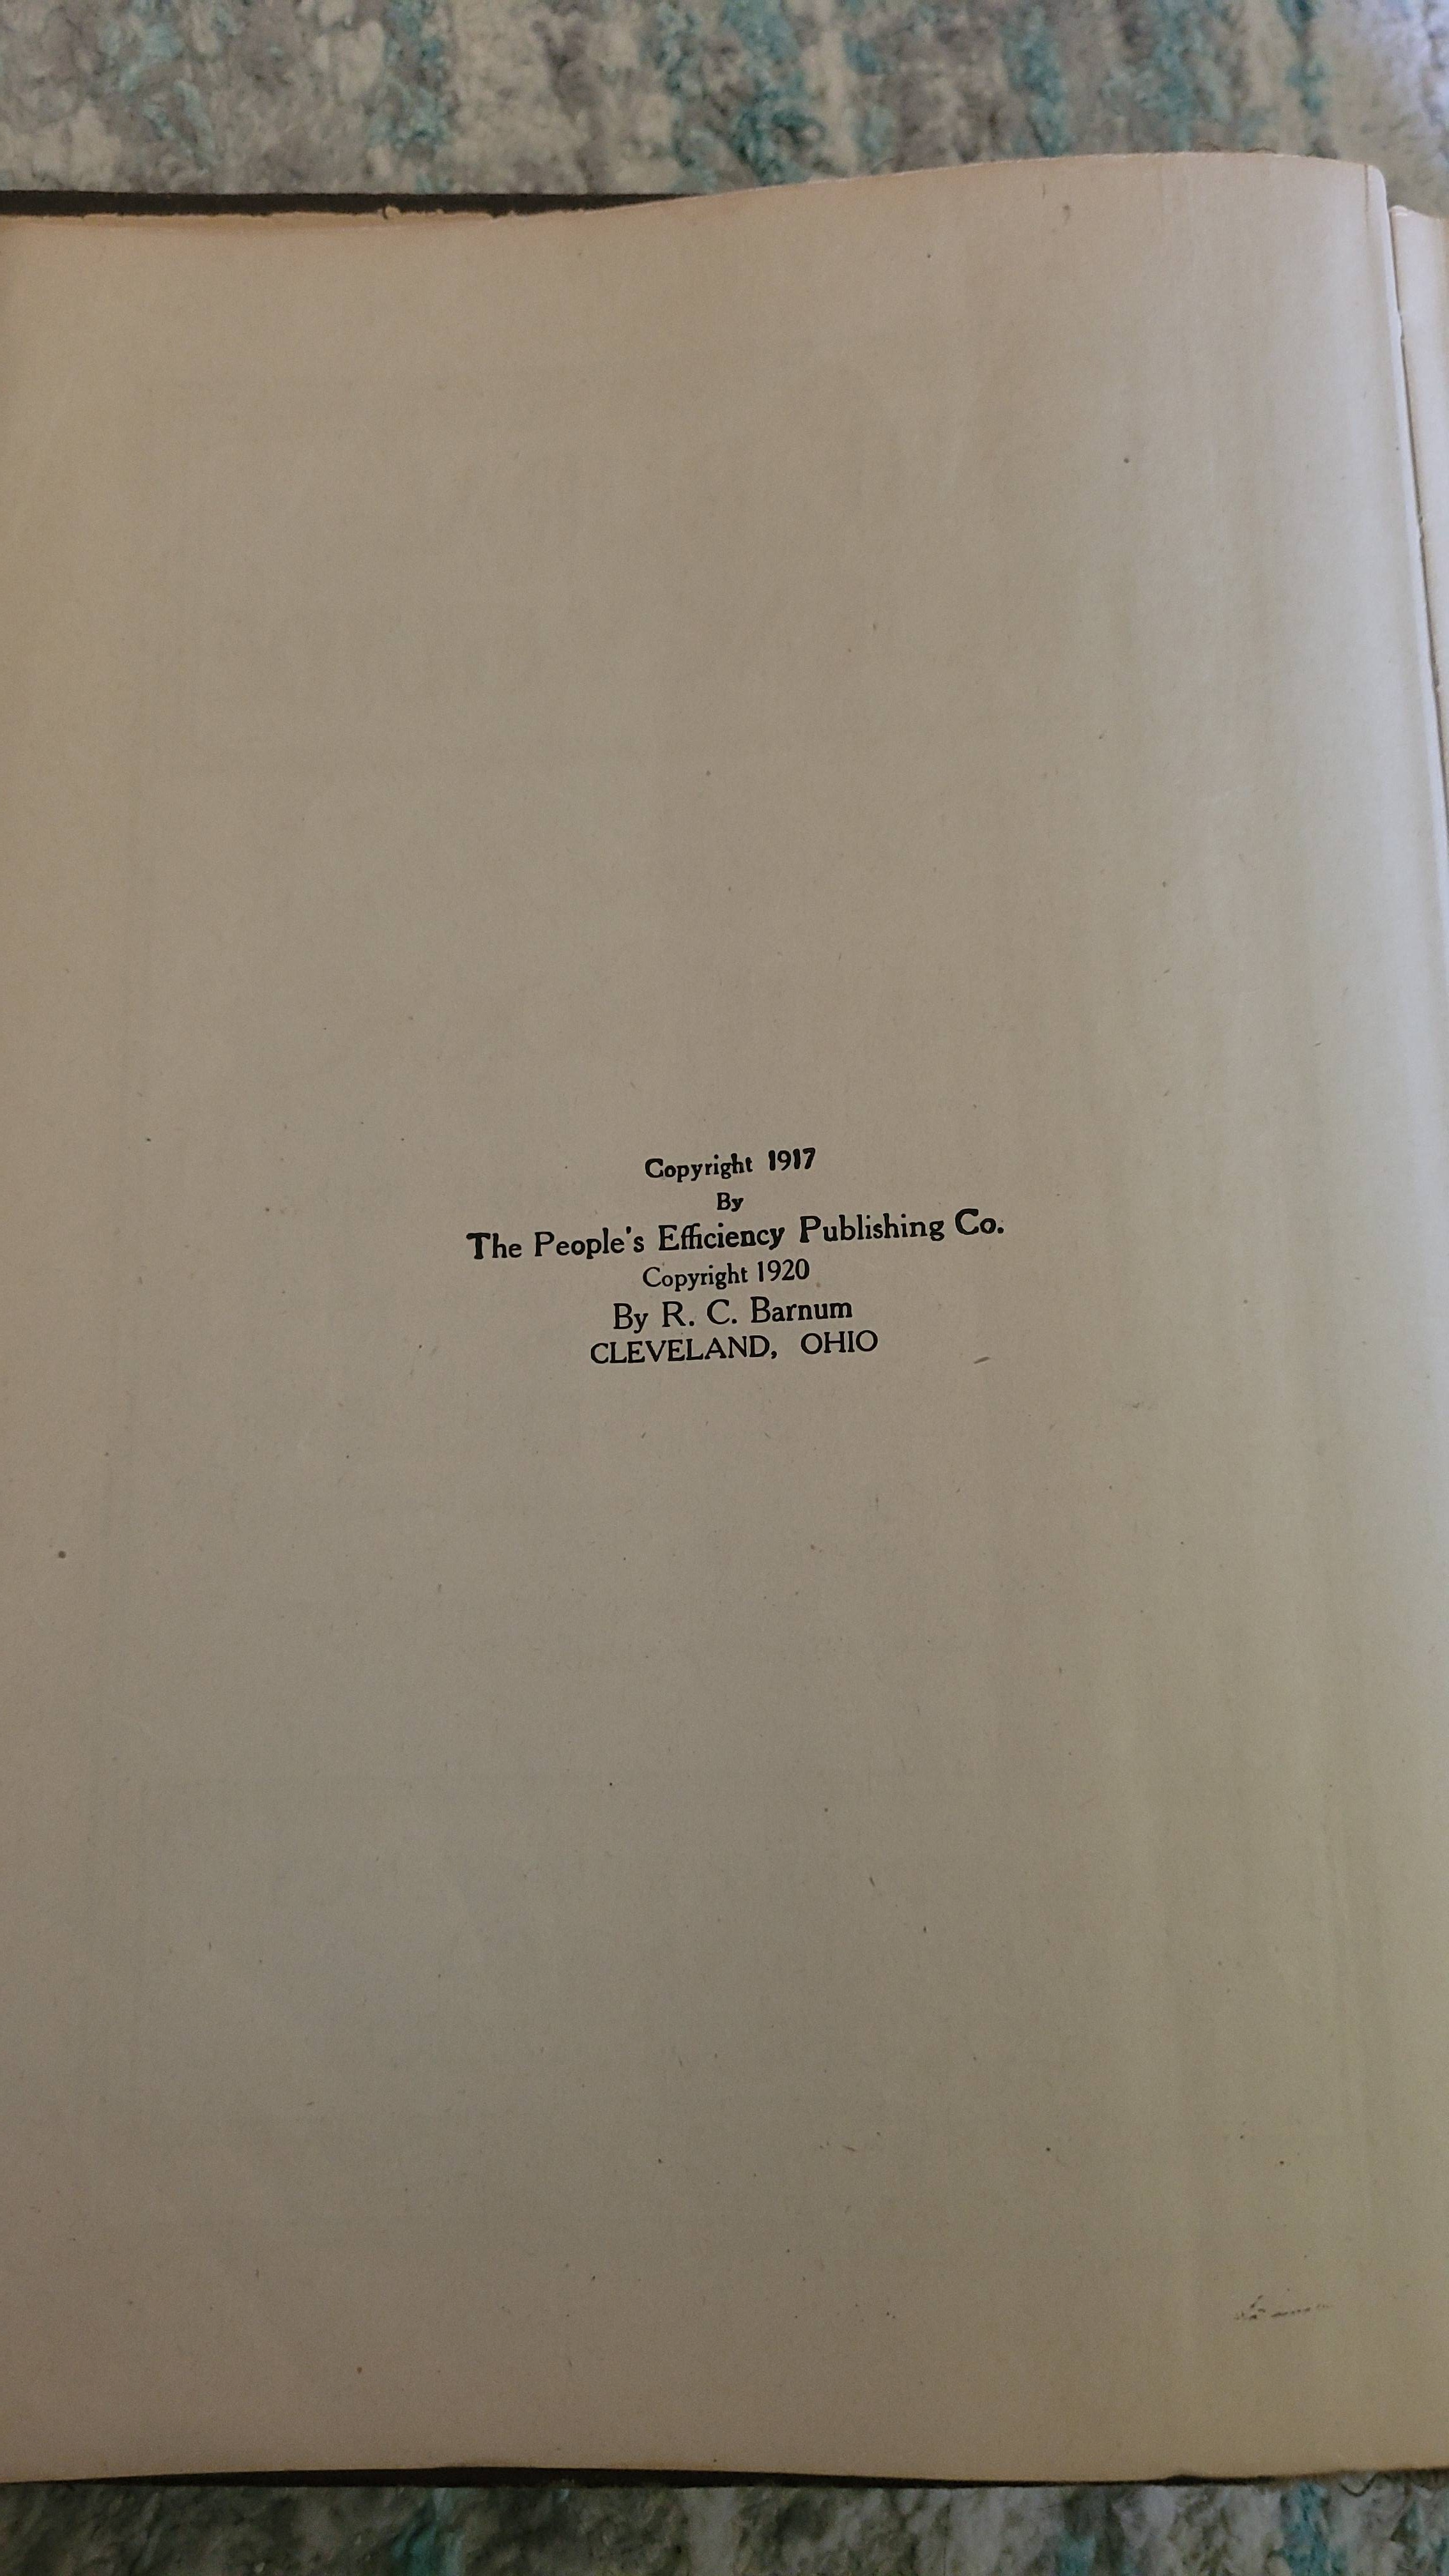 Copyright 1917
By
The People's Efficiency Publishing Co.
Copyright 1920
By R. C. Barnum
CLEVELAND, OHIO